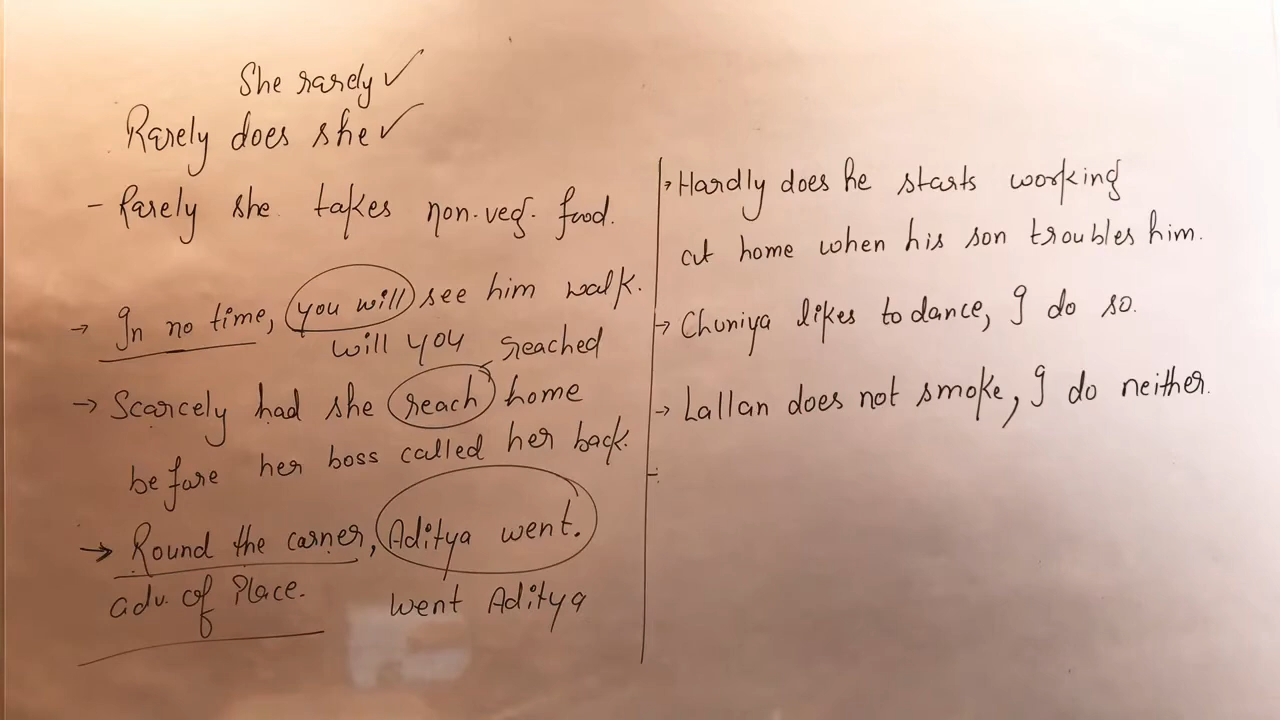 She rarely ✓
Rarely does she ✓
- Rarely she takes non-veg. food.
→ In no time, you will see him walk.
will you
reached
→ Scarcely had she reach home
before her boss called her back.
→ Round the corner, Aditya went.
adv. of Place.
went Aditya
→ Hardly does he starts working
at home when his son troubles him.
→ Chuniya likes to dance, I do so.
→ Lallan does not smoke, I do neither.